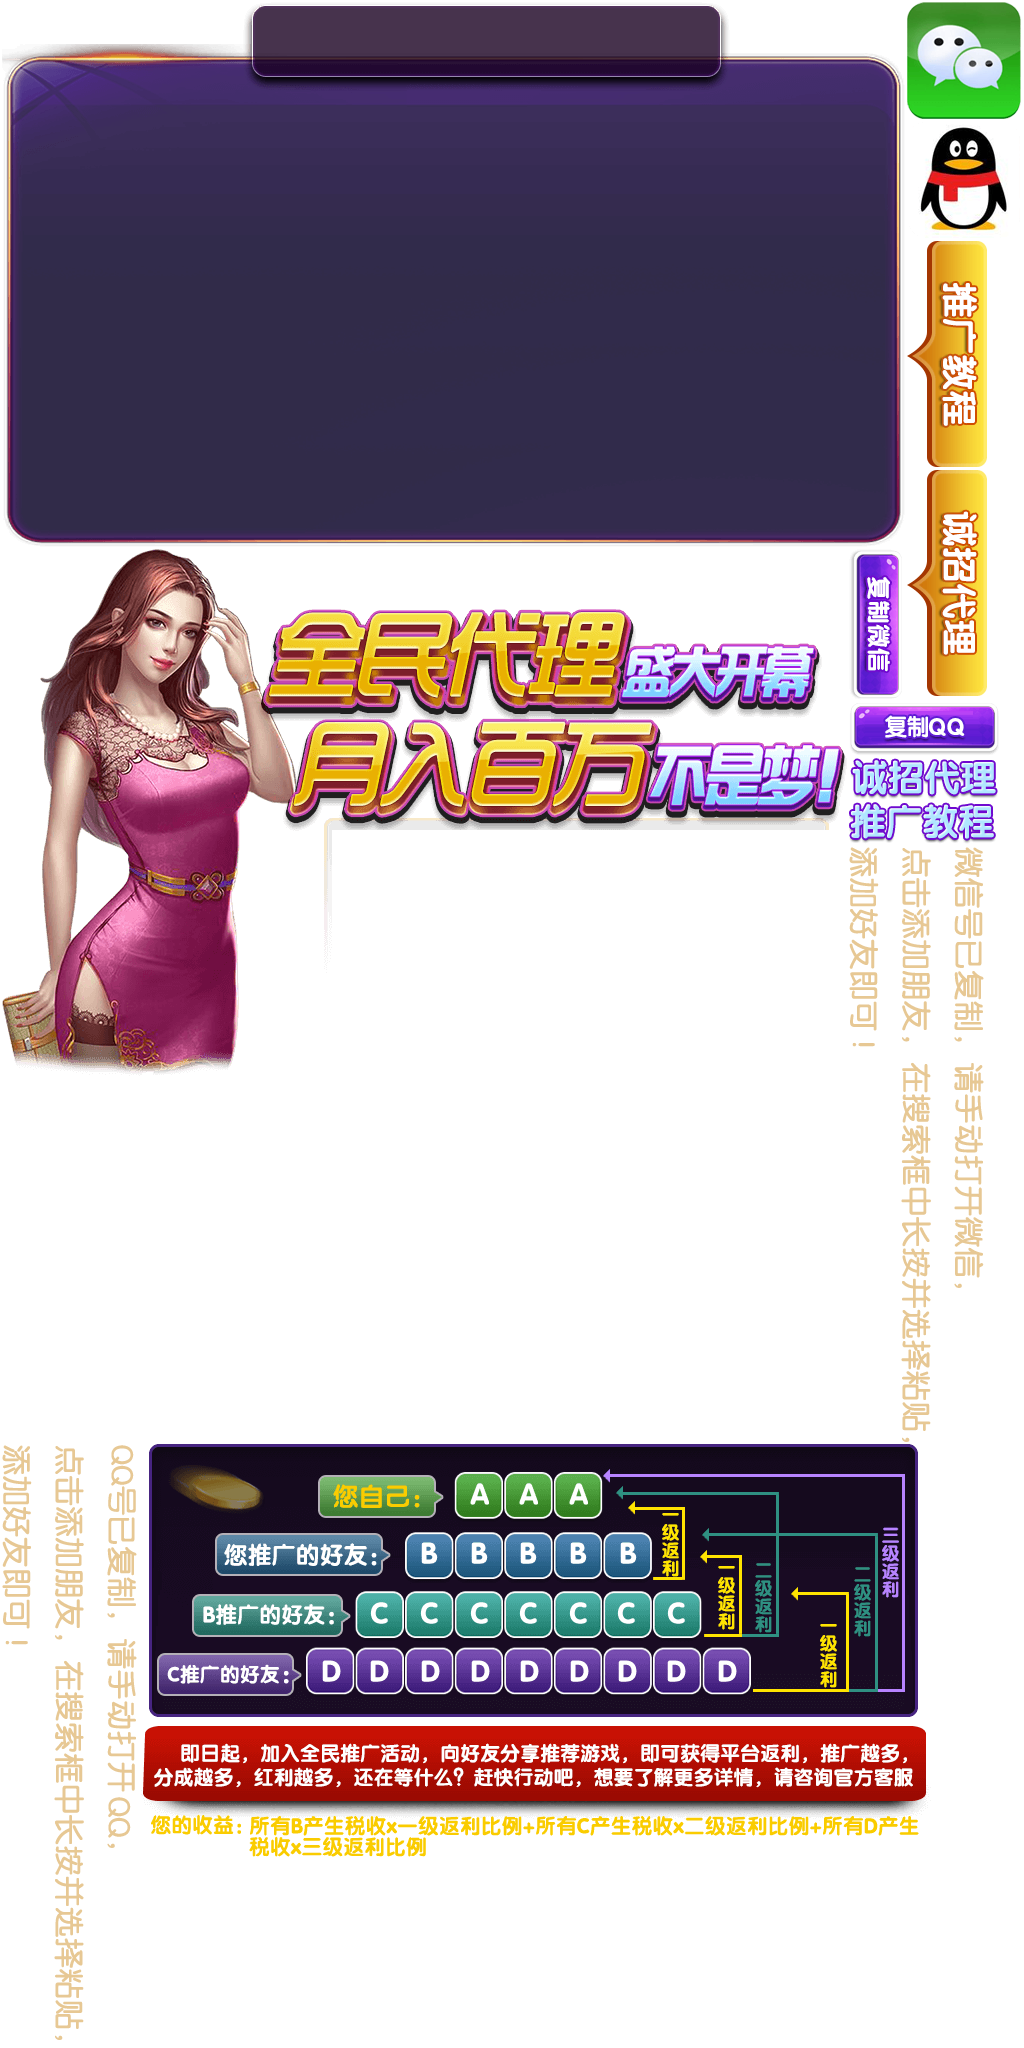 推广教程
诚招代理
复制微信
全民代理盛大开幕
月入百万不是梦!
复制QQ
诚招代理
推广教程
微信号已复制，请手动打开微信，
点击添加朋友，在搜索框中长按并选择粘贴，
添加好友即可！
QQ号已复制，请手动打开QQ，
点击添加朋友，在搜索框中长按并选择粘贴，
添加好友即可！
您自己：
A A A
您推广的好友：
B B B B B
B推广的好友：
C C C C C C C
C推广的好友：
D D D D D D D D D
一级返利
一级返利
二级返利
一级返利
二级返利
三级返利
即日起，加入全民推广活动，向好友分享推荐游戏，即可获得平台返利，推广越多，
分成越多，红利越多，还在等什么？赶快行动吧，想要了解更多详情，请咨询官方客服
您的收益：所有B产生税收x一级返利比例+所有C产生税收x二级返利比例+所有D产生
税收x三级返利比例